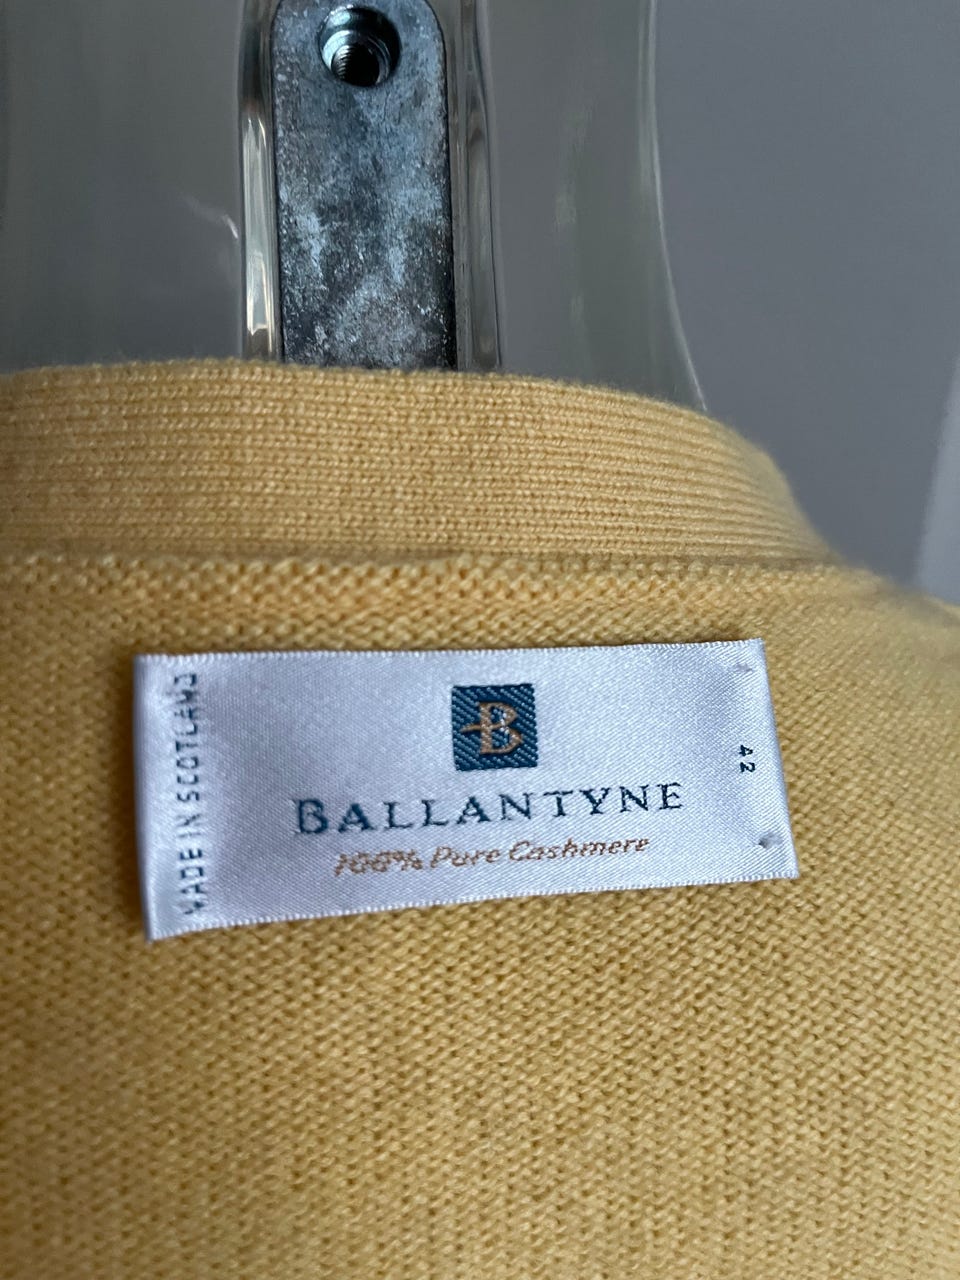 MADE IN SCOTLAND
B
BALLANTYNE
100% Pure Cashmere
42